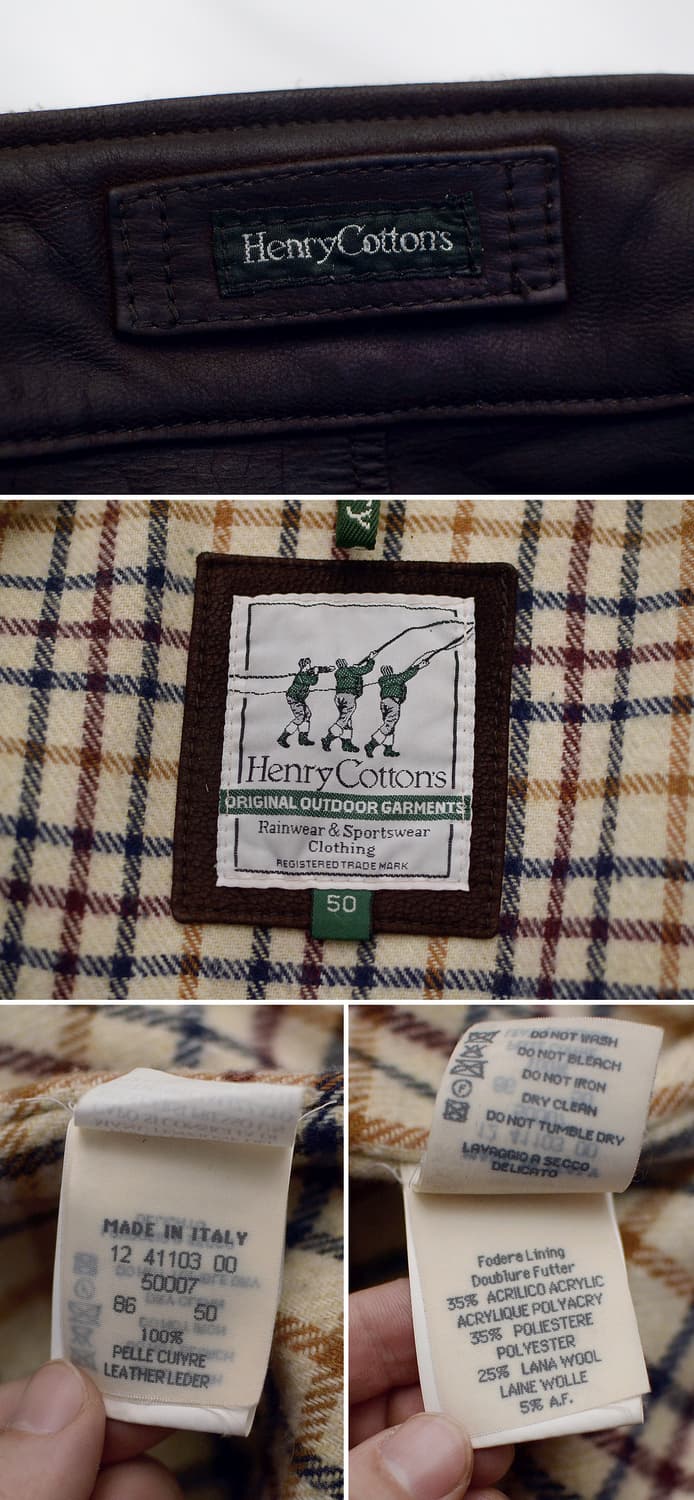 HenryCotton's
HenryCotton's
ORIGINAL OUTDOOR GARMENTS
Rainwear & Sportswear
Clothing
REGISTERED TRADE MARK
50
MADE IN ITALY
12 41103 00
50007
86 50
100%
PELLE CUIVRE
LEATHER LEDER
DO NOT WASH
DO NOT BLEACH
DO NOT IRON
DRY CLEAN
DO NOT TUMBLE DRY
LAVAGGIO A SECCO
DELICATO
Fodera Lining
Doublure Futter
35% ACRILICO ACRYLIC
ACRYLIQUE POLYACRY
35% POLIESTERE
POLYESTER
25% LANA WOOL
LAINE WOLLE
5% A.F.